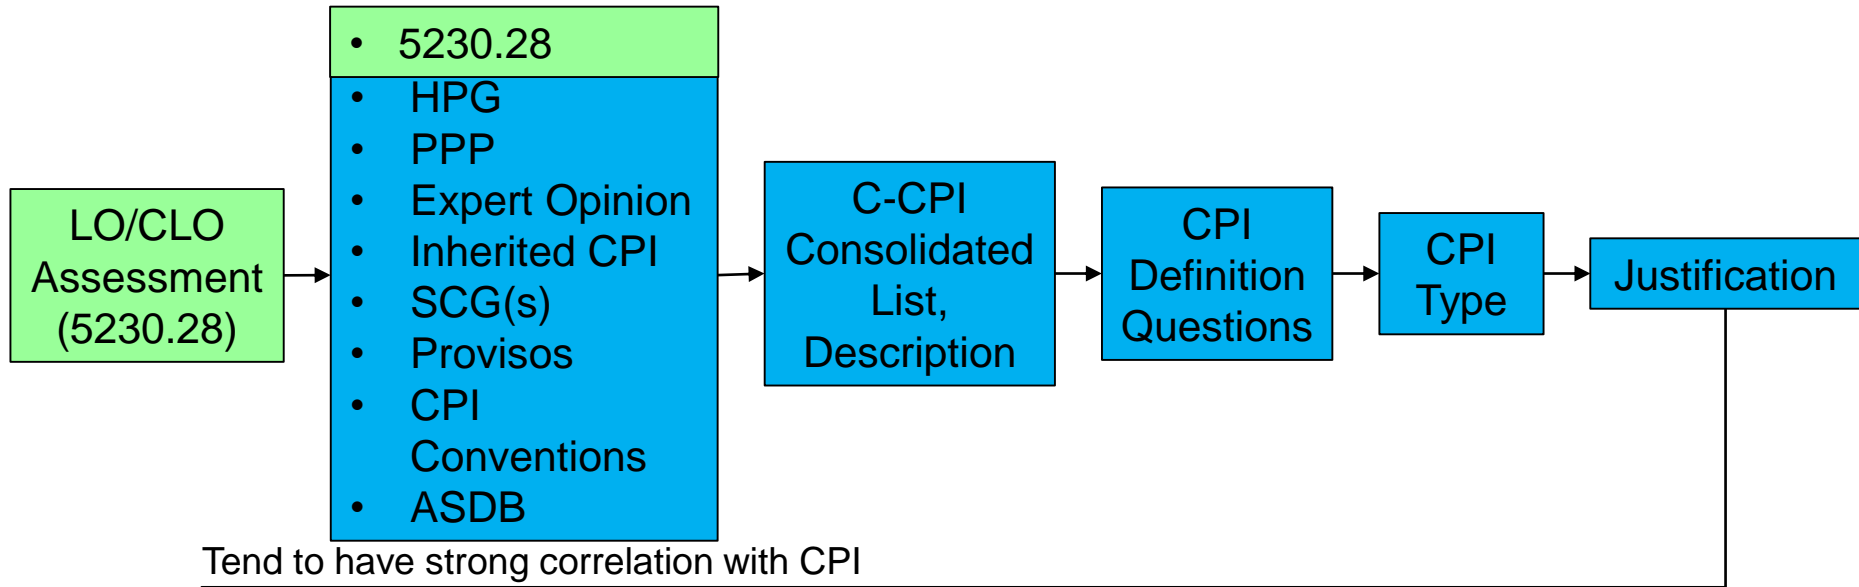 LO/CLO
Assessment
(5230.28)
• 5230.28
• HPG
• PPP
• Expert Opinion
• Inherited CPI
• SCG(s)
• Provisos
• CPI
Conventions
• ASDB
C-CPI
Consolidated
List,
Description
CPI
Definition
Questions
CPI
Type
Justification
Tend to have strong correlation with CPI